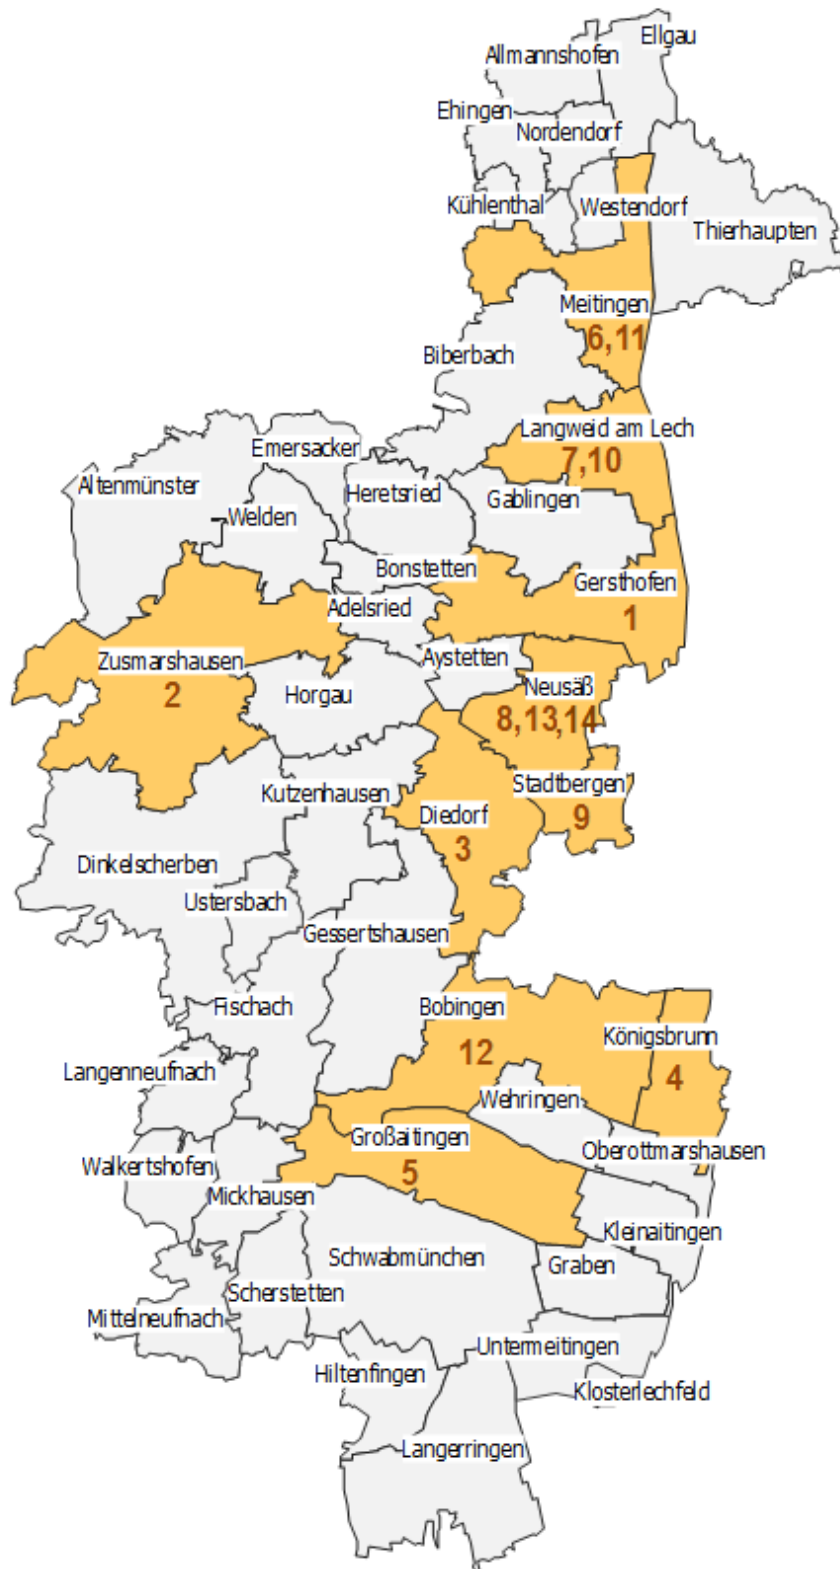 Ellgau
Allmannshofen
Ehingen
Nordendorf
Kühlenthal
Westendorf
Thierhaupten
Meitingen
6,11
Biberbach
Langweid am Lech
7,10
Emersacker
Altenmünster
Heretsried
Gablingen
Welden
Bonstetten
Gersthofen
1
Adelsried
Aystetten
Zusmarshausen
2
Horgau
Neusäß
8,13,14
Stadtbergen
9
Kutzenhausen
Diedorf
3
Dinkelscherben
Ustersbach
Gessertshausen
Fischach
Bobingen
12
Königsbrunn
4
Langenneufnach
Wehringen
Großaitingen
5
Oberottmarshausen
Walkertshofen
Mickhausen
Kleinaitingen
Schwabmünchen
Graben
Scherstetten
Mittelneufnach
Untermeitingen
Hiltenfingen
Klosterlechfeld
Langerringen